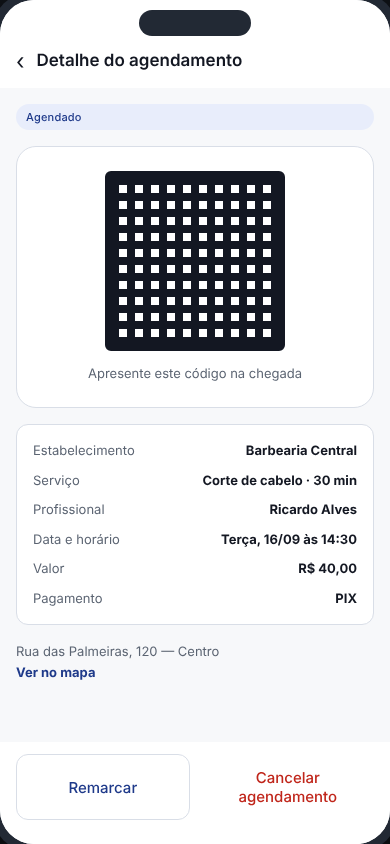 ‹ Detalhe do agendamento
Agendado
Apresente este código na chegada
Estabelecimento Barbearia Central
Serviço Corte de cabelo · 30 min
Profissional Ricardo Alves
Data e horário Terça, 16/09 às 14:30
Valor R$ 40,00
Pagamento PIX
Rua das Palmeiras, 120 — Centro
Ver no mapa
Remarcar
Cancelar
agendamento